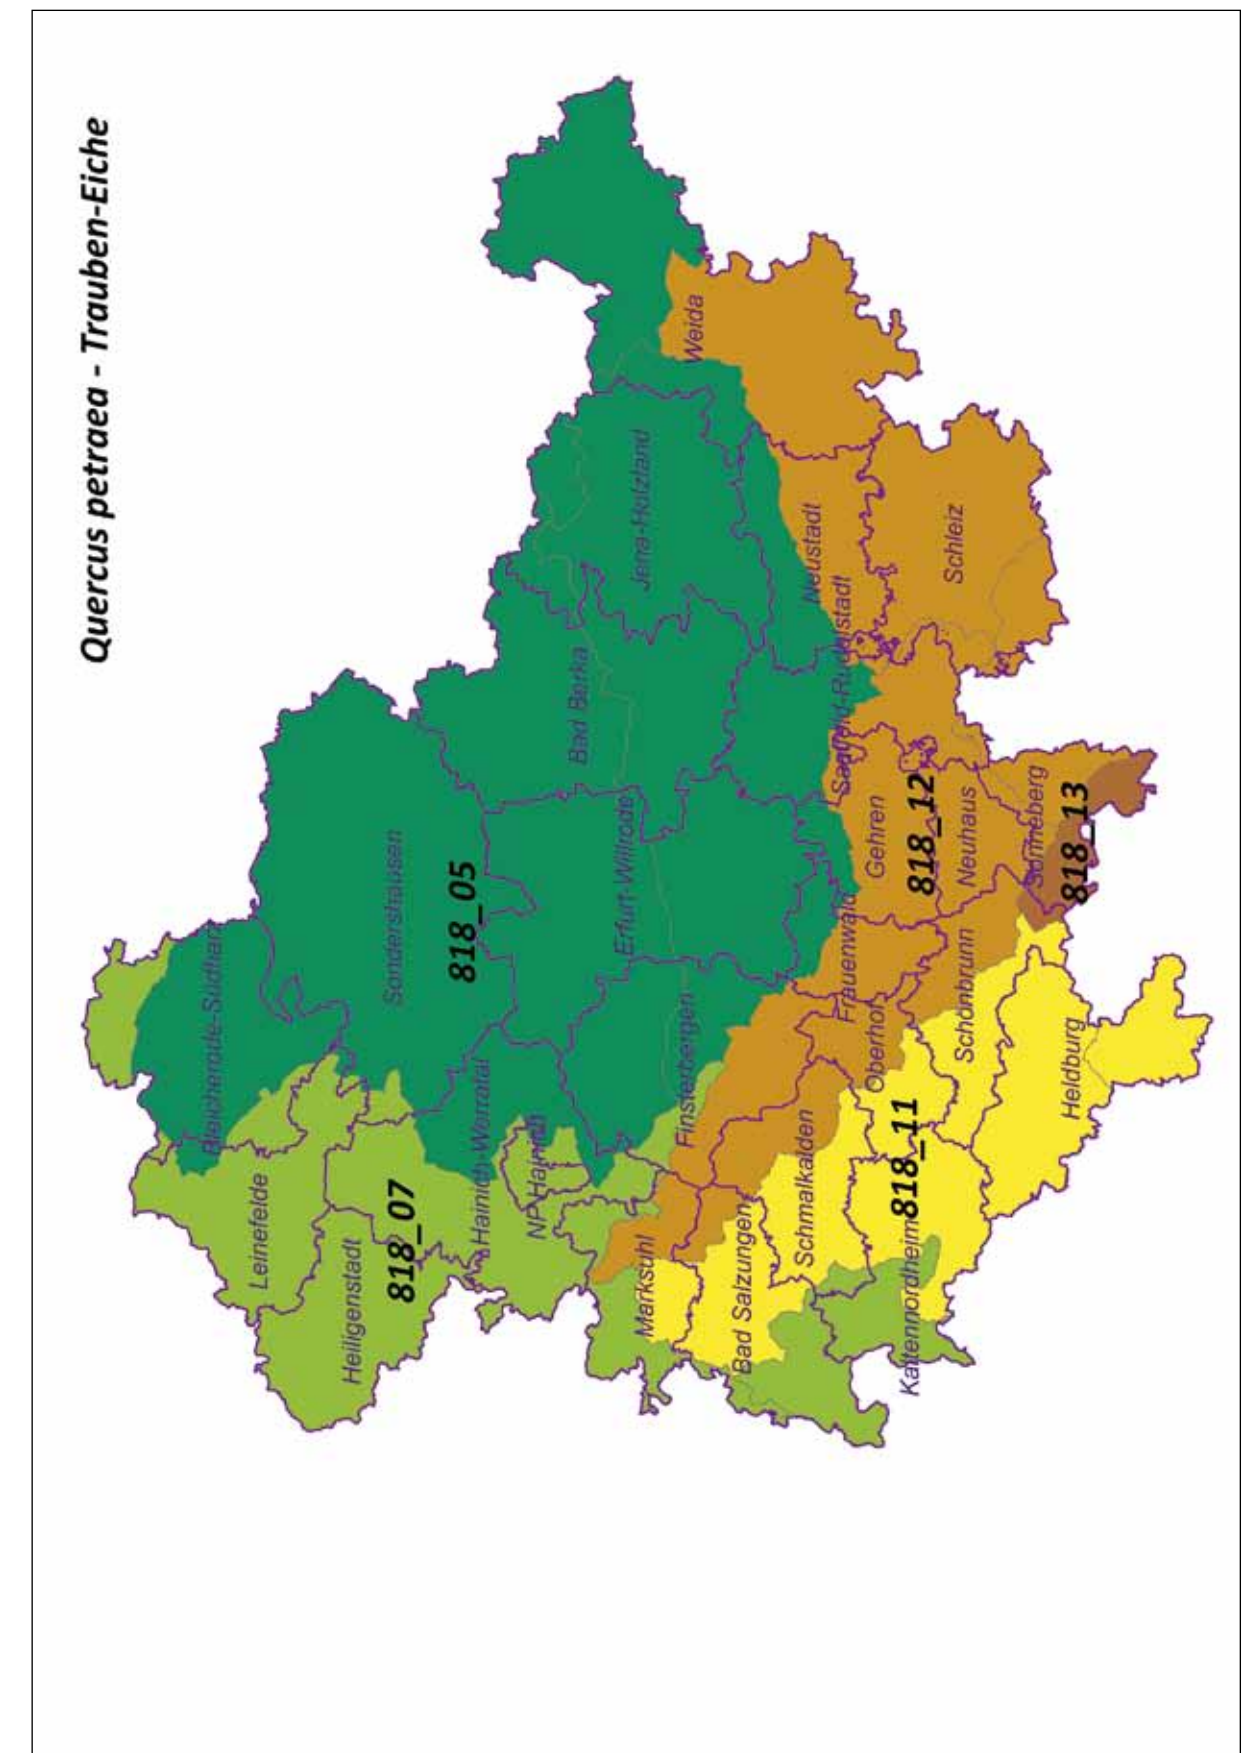 Quercus petraea - Trauben-Eiche
Bleicherode-Südharz
Leinefelde
Heiligenstadt
818_07
Sondershausen
818_05
Hainich-Werratal
NP Hainich
Bad Berka
Erfurt-Willrode
Jena-Holzland
Finsterbergen
Marksuhl
Weida
Bad Salzungen
Schmalkalden
Neustadt
Saalfeld-Rudolstadt
Frauenwald
Oberhof
Gehren
818_12
818_11
Kaltennordheim
Schleiz
Neuhaus
Schönbrunn
Sonneberg
818_13
Heldburg